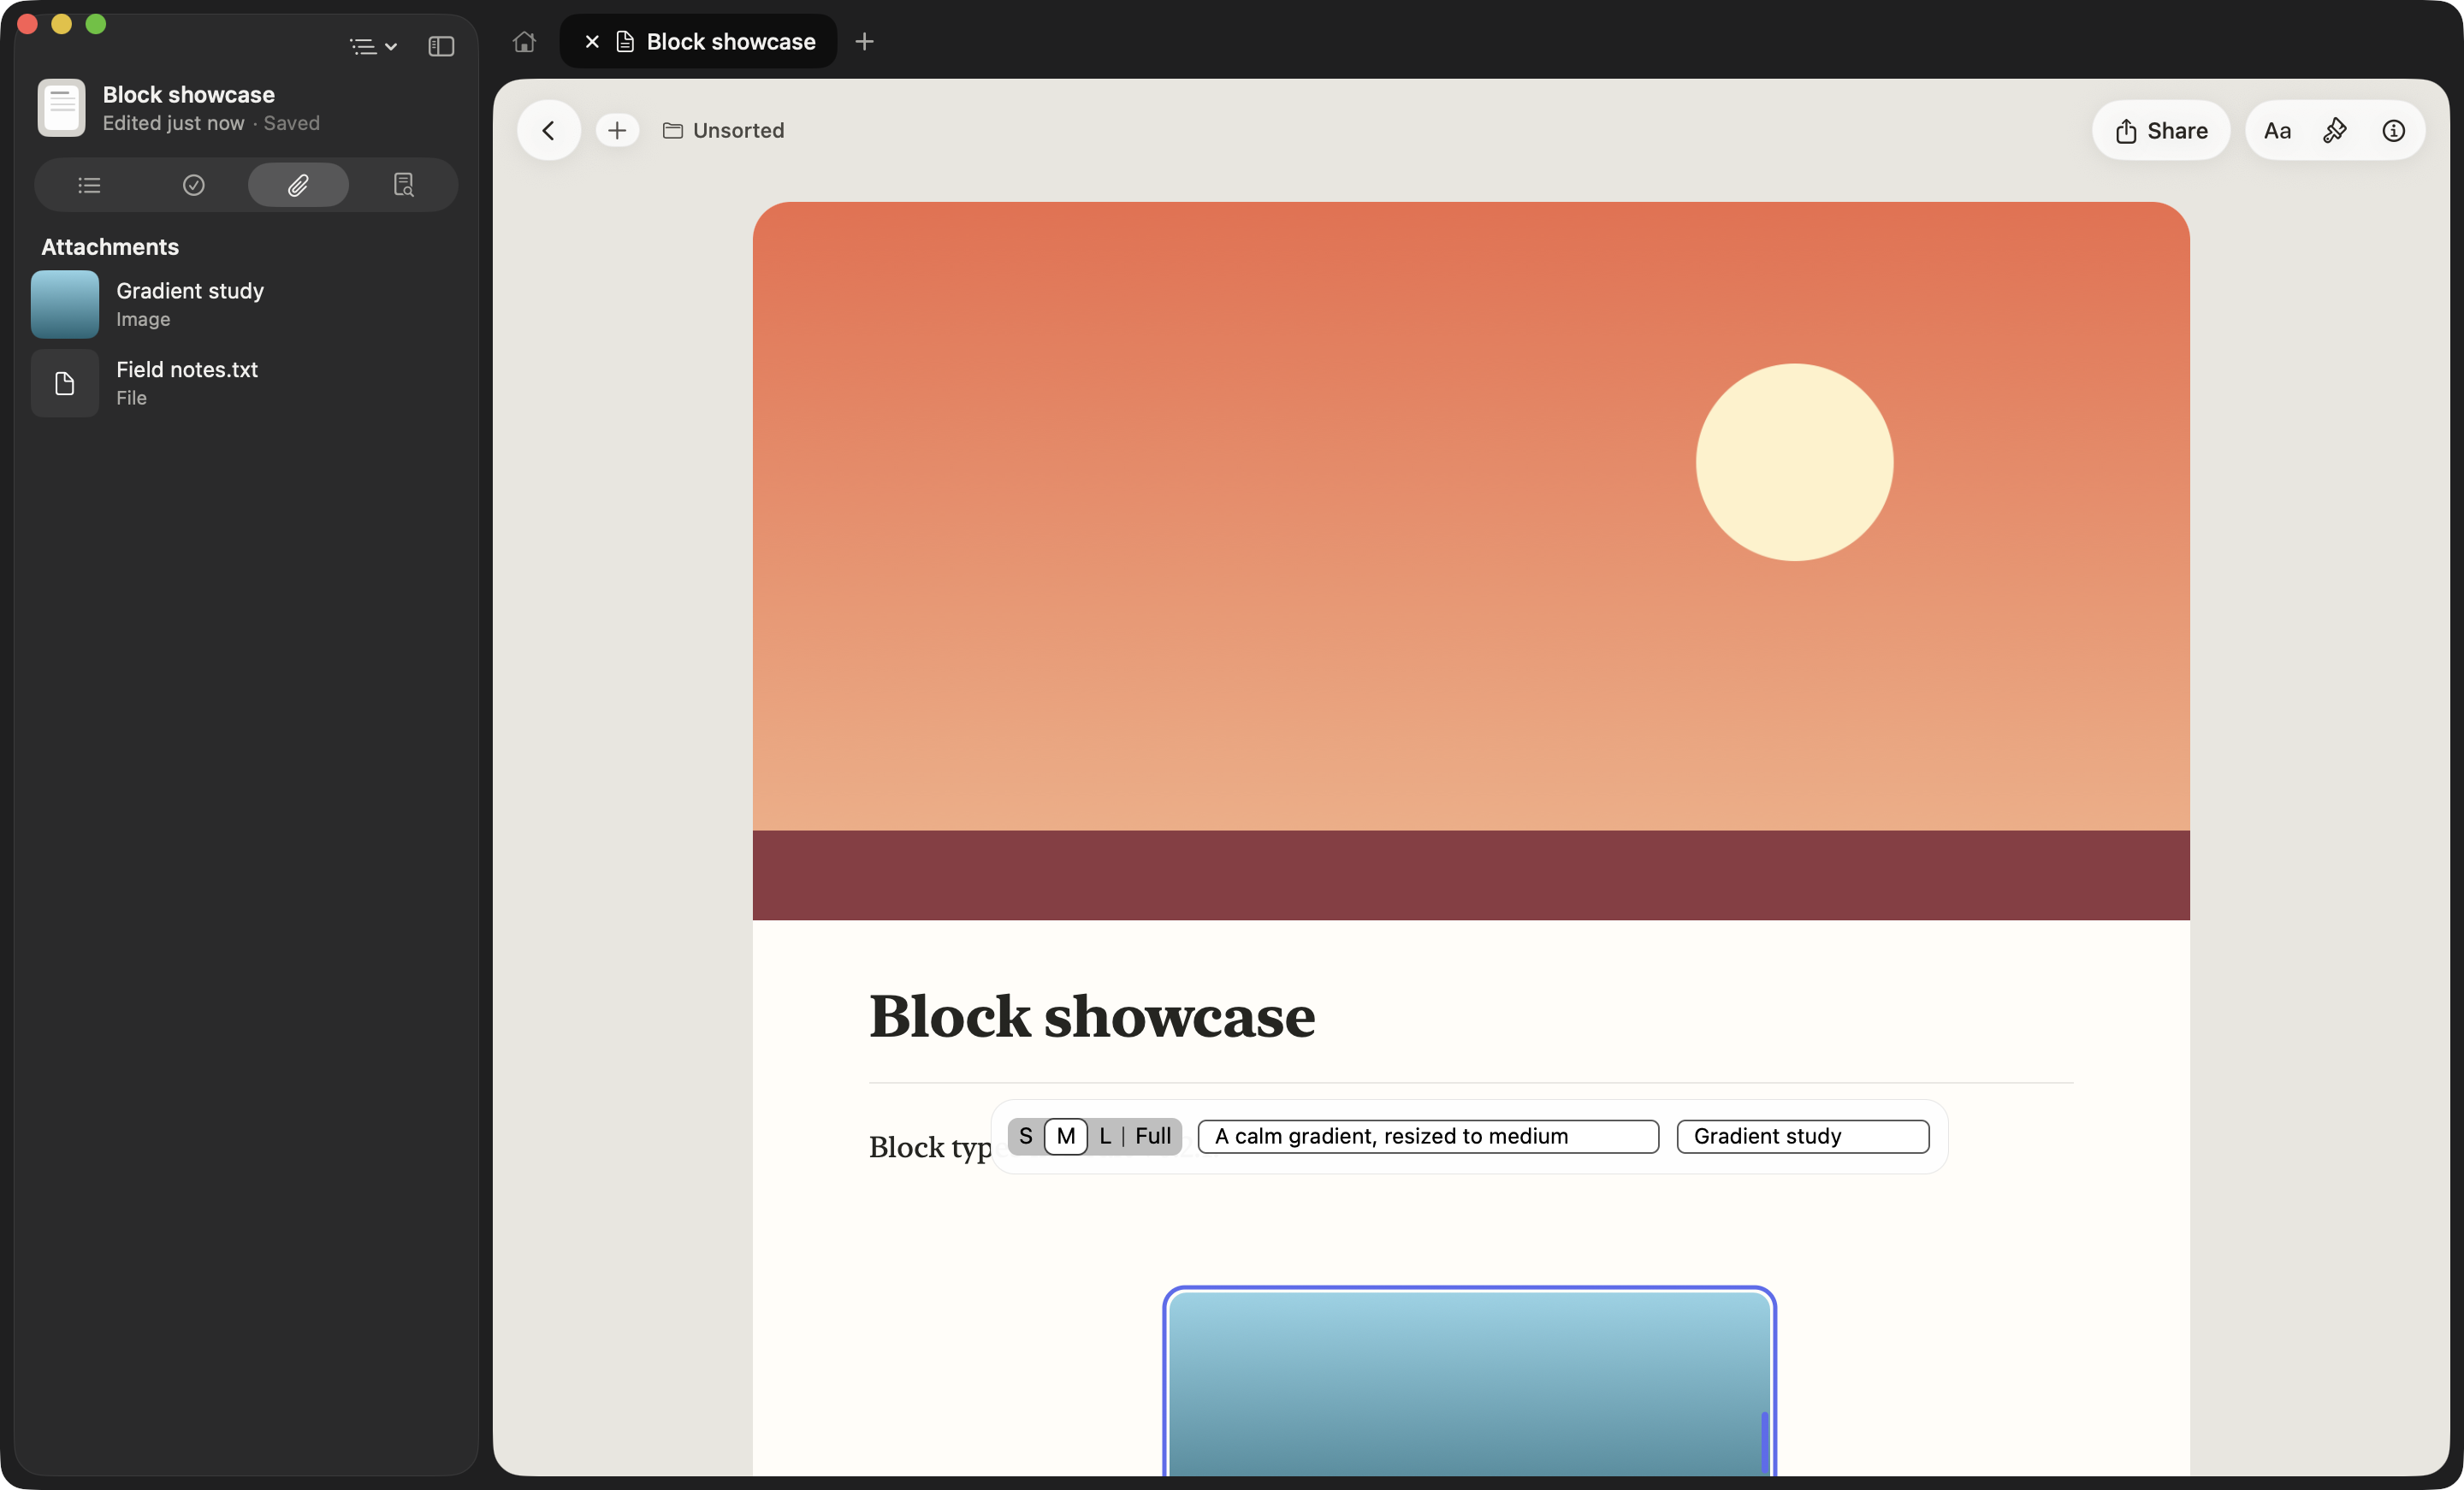 Block showcase
Edited just now · Saved
Attachments
Gradient study
Image
Field notes.txt
File
Block showcase
Unsorted
Share
Aa
Block showcase
Block typ
S M L | Full
A calm gradient, resized to medium
Gradient study